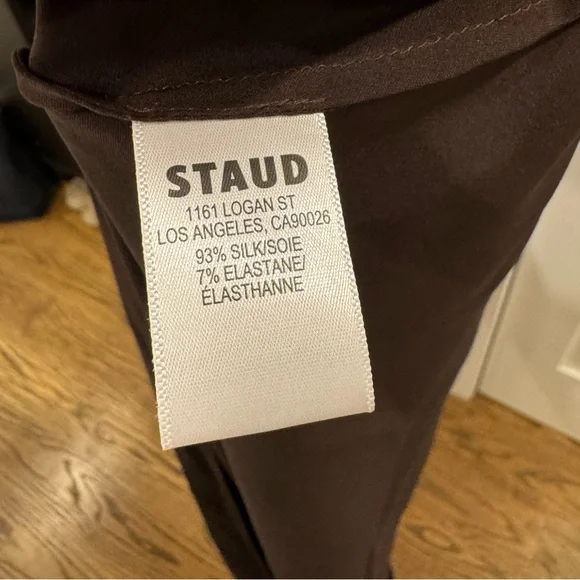 STAUD
1161 LOGAN ST
LOS ANGELES, CA90026
93% SILK/SOIE
7% ELASTANE/
ÉLASTHANNE